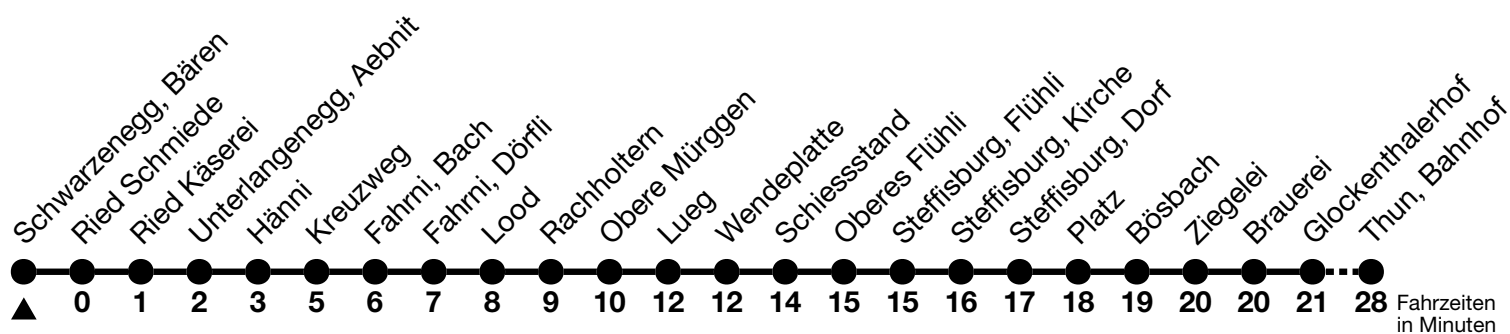 Schwarzenegg, Bären
Ried Schmiede
Ried Käserei
Unterlangenegg, Aebnit
Hänni
Kreuzweg
Fahrni, Bach
Fahrni, Dörfli
Lood
Rachholtern
Obere Mürggen
Lueg
Wendeplatte
Schiessstand
Oberes Flühli
Steffisburg, Flühli
Steffisburg, Kirche
Steffisburg, Dorf
Platz
Bösbach
Ziegelei
Brauerei
Glockenthalerhof
Thun, Bahnhof
0 1 2 3 5 6 7 8 9 10 12 12 14 15 15 16 17 18 19 20 20 21 28 Fahrzeiten
in Minuten